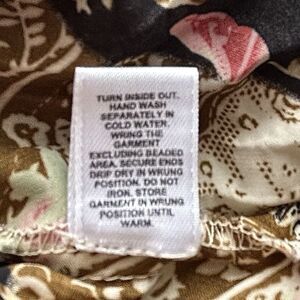 TURN INSIDE OUT.
HAND WASH
SEPARATELY IN
COLD WATER.
WRING THE
GARMENT
EXCLUDING BEADED
AREA. SECURE ENDS
DRIP DRY IN WRUNG
POSITION. DO NOT
IRON. STORE
GARMENT IN WRUNG
POSITION UNTIL
WARM.